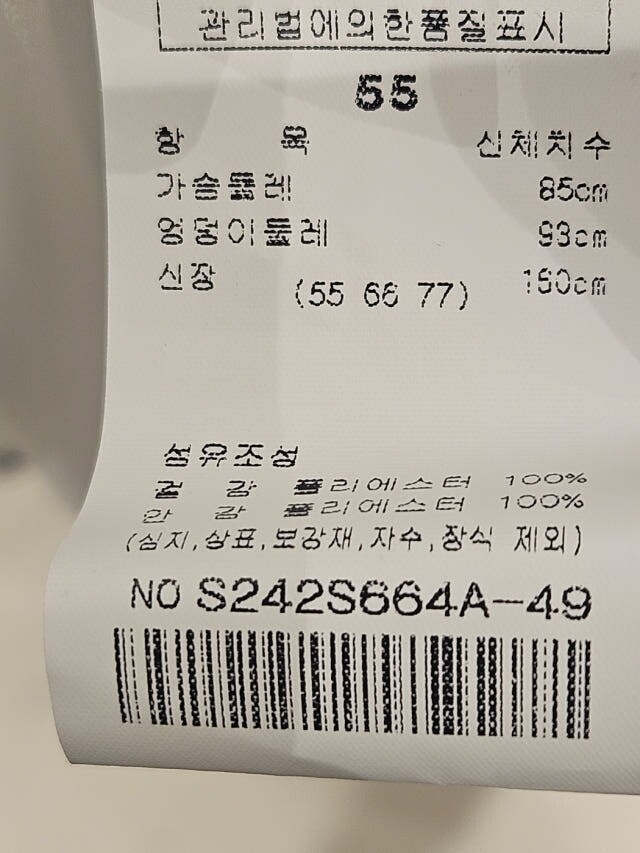 관리법에의한품질표시
55
항 목 신체치수
가슴둘레 85cm
엉덩이둘레 93cm
신장 160cm
(55 66 77)
섬유조성
겉 감 폴리에스터 100%
안 감 폴리에스터 100%
(심지,상표,보강재,자수,장식 제외)
NO S242S664A-49